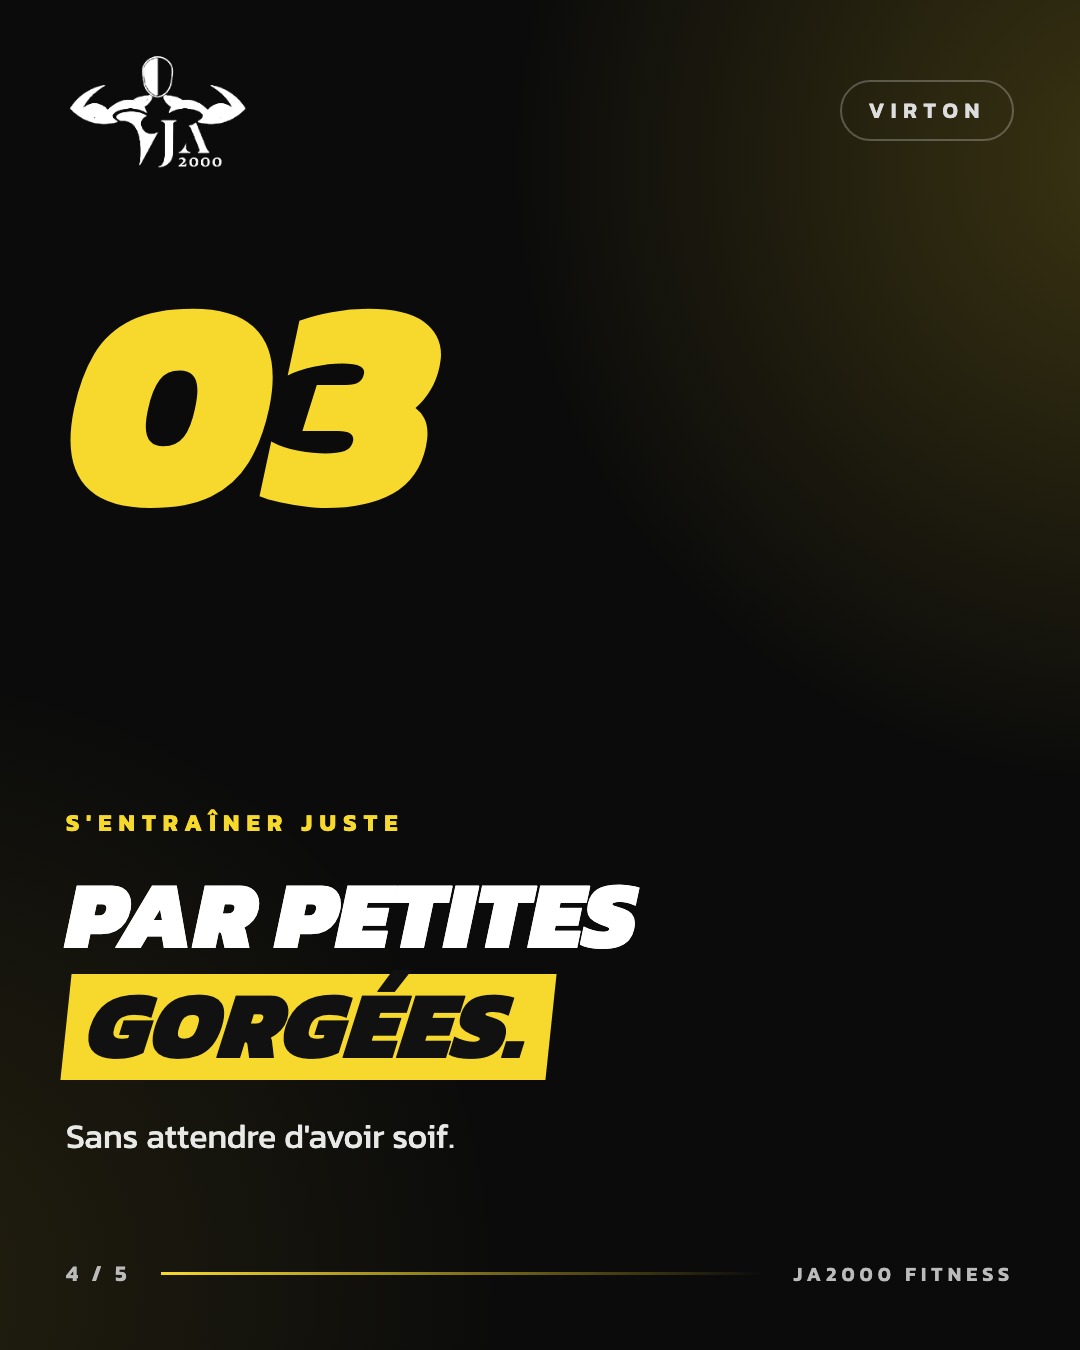 JA
2000
VIRTON
03
S'ENTRAÎNER JUSTE
PAR PETITES
GORGÉES.
Sans attendre d'avoir soif.
4 / 5
JA2000 FITNESS